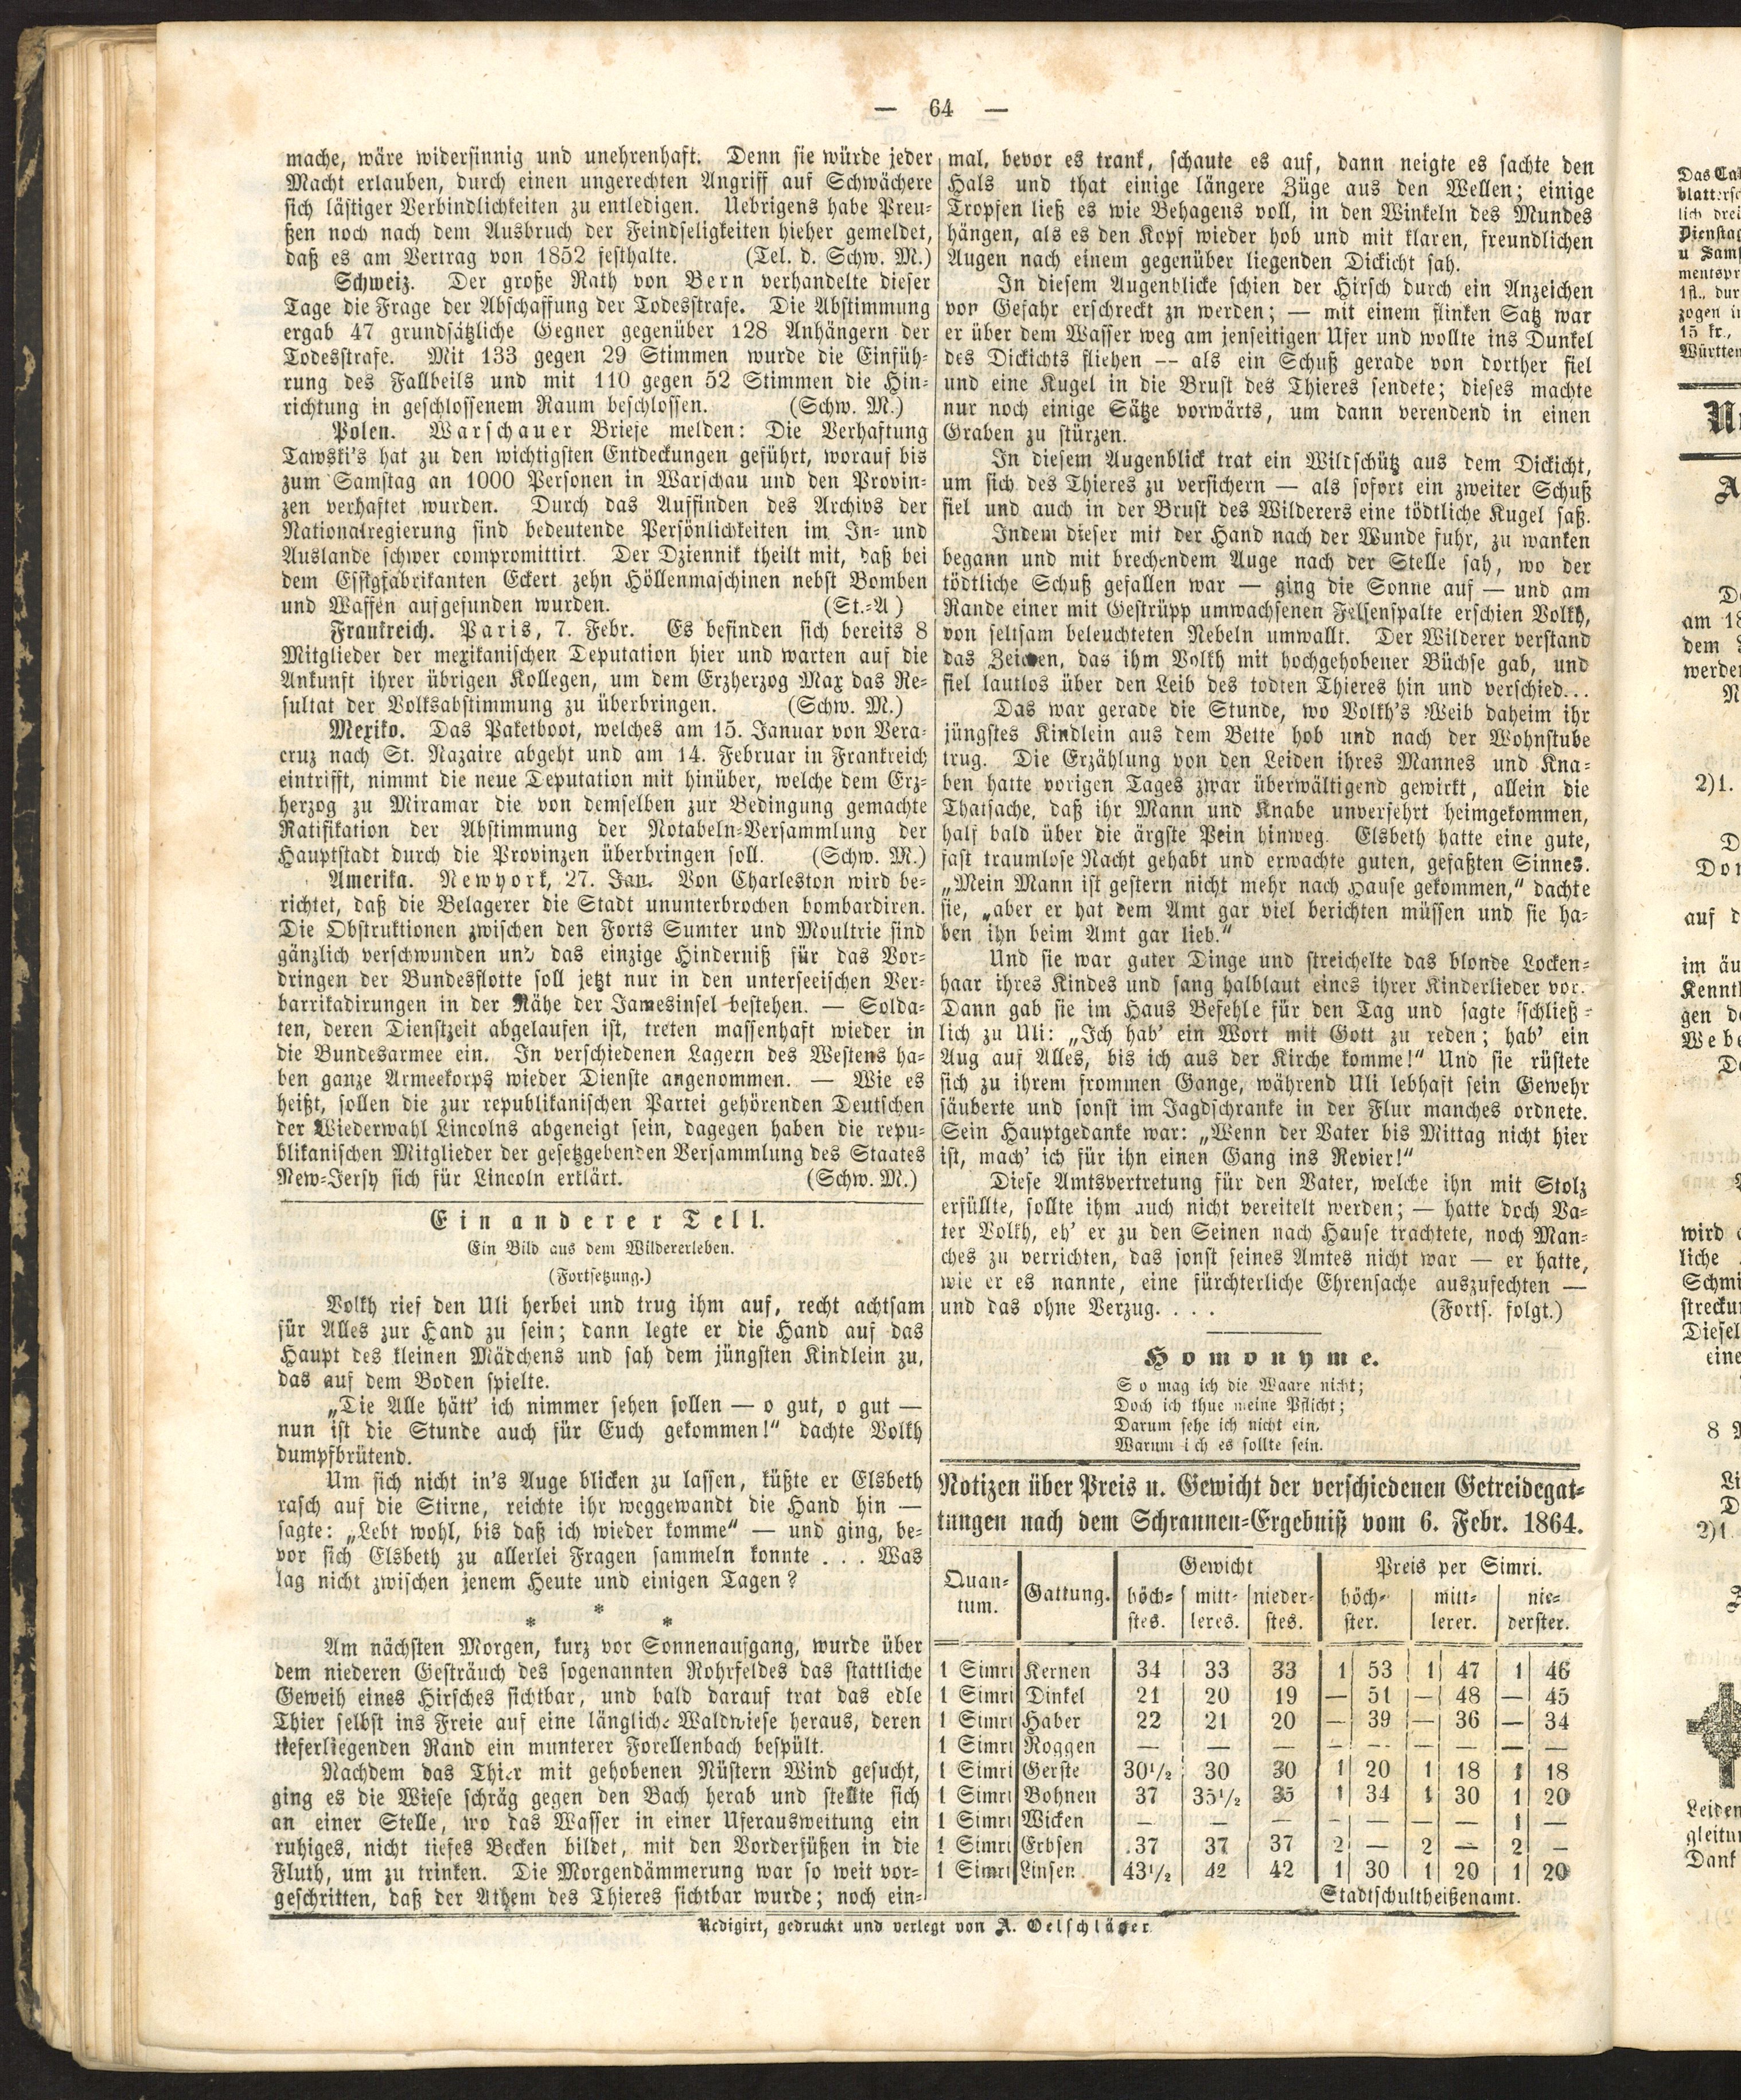 — 64 —
mache, wäre widersinnig und unehrenhaft. Denn sie würde jeder
Macht erlauben, durch einen ungerechten Angriff auf Schwächere
sich lästiger Verbindlichkeiten zu entledigen. Uebrigens habe Preu-
ßen noch nach dem Ausbruch der Feindseligkeiten hieher gemeldet,
daß es am Vertrag von 1852 festhalte. (Tel. d. Schw. M.)
Schweiz. Der große Rath von Bern verhandelte dieser
Tage die Frage der Abschaffung der Todesstrafe. Die Abstimmung
ergab 47 grundsätzliche Gegner gegenüber 128 Anhängern der
Todesstrafe. Mit 133 gegen 29 Stimmen wurde die Einfüh-
rung des Fallbeils und mit 110 gegen 52 Stimmen die Hin-
richtung in geschlossenem Raum beschlossen. (Schw. M.)
Polen. Warschauer Briefe melden: Die Verhaftung
Tawski's hat zu den wichtigsten Entdeckungen geführt, worauf bis
zum Samstag an 1000 Personen in Warschau und den Provin-
zen verhaftet wurden. Durch das Auffinden des Archivs der
Nationalregierung sind bedeutende Persönlichkeiten im In- und
Auslande schwer compromittirt. Der Dziennik theilt mit, daß bei
dem Essigfabrikanten Eckert zehn Höllenmaschinen nebst Bomben
und Waffen aufgefunden wurden. (St.-A)
Frankreich. Paris, 7. Febr. Es befinden sich bereits 8
Mitglieder der mexikanischen Deputation hier und warten auf die
Ankunft ihrer übrigen Kollegen, um dem Erzherzog Max das Re-
sultat der Volksabstimmung zu überbringen. (Schw. M.)
Mexiko. Das Paketboot, welches am 15. Januar von Vera-
cruz nach St. Nazaire abgeht und am 14. Februar in Frankreich
eintrifft, nimmt die neue Deputation mit hinüber, welche dem Erz-
herzog zu Miramar die von demselben zur Bedingung gemachte
Ratifikation der Abstimmung der Notabeln-Versammlung der
Hauptstadt durch die Provinzen überbringen soll. (Schw. M.)
Amerika. Newyork, 27. Jan. Von Charleston wird be-
richtet, daß die Belagerer die Stadt ununterbrochen bombardiren.
Die Obstruktionen zwischen den Forts Sumter und Moultrie sind
gänzlich verschwunden und das einzige Hinderniß für das Vor-
dringen der Bundesflotte soll jetzt nur in den unterseeischen Ver-
barrikadirungen in der Nähe der Jamesinsel bestehen. — Solda-
ten, deren Dienstzeit abgelaufen ist, treten massenhaft wieder in
die Bundesarmee ein. In verschiedenen Lagern des Westens ha-
ben ganze Armeekorps wieder Dienste angenommen. — Wie es
heißt, sollen die zur republikanischen Partei gehörenden Deutschen
der Wiederwahl Lincolns abgeneigt sein, dagegen haben die repu-
blikanischen Mitglieder der gesetzgebenden Versammlung des Staates
New-Jersy sich für Lincoln erklärt. (Schw. M.)
Ein anderer Tell.
Ein Bild aus dem Wildererleben.
(Fortsetzung.)
Volkh rief den Uli herbei und trug ihm auf, recht achtsam
für Alles zur Hand zu sein; dann legte er die Hand auf das
Haupt des kleinen Mädchens und sah dem jüngsten Kindlein zu,
das auf dem Boden spielte.
„Die Alle hätt' ich nimmer sehen sollen — o gut, o gut —
nun ist die Stunde auch für Euch gekommen!“ dachte Volkh
dumpfbrütend.
Um sich nicht in's Auge blicken zu lassen, küßte er Elsbeth
rasch auf die Stirne, reichte ihr weggewandt die Hand hin —
sagte: „Lebt wohl, bis daß ich wieder komme“ — und ging, be-
vor sich Elsbeth zu allerlei Fragen sammeln konnte . . . Was
lag nicht zwischen jenem Heute und einigen Tagen?
* * *
Am nächsten Morgen, kurz vor Sonnenaufgang, wurde über
dem niederen Gesträuch des sogenannten Rohrfeldes das stattliche
Geweih eines Hirsches sichtbar, und bald darauf trat das edle
Thier selbst ins Freie auf eine längliche Waldwiese heraus, deren
tieferliegenden Rand ein munterer Forellenbach bespült.
Nachdem das Thier mit gehobenen Nüstern Wind gesucht,
ging es die Wiese schräg gegen den Bach herab und stellte sich
an einer Stelle, wo das Wasser in einer Uferausweitung ein
ruhiges, nicht tiefes Becken bildet, mit den Vorderfüßen in die
Fluth, um zu trinken. Die Morgendämmerung war so weit vor-
geschritten, daß der Athem des Thieres sichtbar wurde; noch ein-
mal, bevor es trank, schaute es auf, dann neigte es sachte den
Hals und that einige längere Züge aus den Wellen; einige
Tropfen ließ es wie Behagens voll, in den Winkeln des Mundes
hängen, als es den Kopf wieder hob und mit klaren, freundlichen
Augen nach einem gegenüber liegenden Dickicht sah.
In diesem Augenblicke schien der Hirsch durch ein Anzeichen
von Gefahr erschreckt zu werden; — mit einem flinken Satz war
er über dem Wasser weg am jenseitigen Ufer und wollte ins Dunkel
des Dickichts fliehen -- als ein Schuß gerade von dorther fiel
und eine Kugel in die Brust des Thieres sendete; dieses machte
nur noch einige Sätze vorwärts, um dann verendend in einen
Graben zu stürzen.
In diesem Augenblick trat ein Wildschütz aus dem Dickicht,
um sich des Thieres zu versichern — als sofort ein zweiter Schuß
fiel und auch in der Brust des Wilderers eine tödtliche Kugel saß.
Indem dieser mit der Hand nach der Wunde fuhr, zu wanken
begann und mit brechendem Auge nach der Stelle sah, wo der
tödtliche Schuß gefallen war — ging die Sonne auf — und am
Rande einer mit Gestrüpp umwachsenen Felsenspalte erschien Volkh,
von seltsam beleuchteten Nebeln umwallt. Der Wilderer verstand
das Zeichen, das ihm Volkh mit hochgehobener Büchse gab, und
fiel lautlos über den Leib des todten Thieres hin und verschied...
Das war gerade die Stunde, wo Volkh's Weib daheim ihr
jüngstes Kindlein aus dem Bette hob und nach der Wohnstube
trug. Die Erzählung von den Leiden ihres Mannes und Kna-
ben hatte vorigen Tages zwar überwältigend gewirkt, allein die
Thatsache, daß ihr Mann und Knabe unversehrt heimgekommen,
half bald über die ärgste Pein hinweg. Elsbeth hatte eine gute,
fast traumlose Nacht gehabt und erwachte guten, gefaßten Sinnes.
„Mein Mann ist gestern nicht mehr nach Hause gekommen,“ dachte
sie, „aber er hat dem Amt gar viel berichten müssen und sie ha-
ben ihn beim Amt gar lieb.“
Und sie war guter Dinge und streichelte das blonde Locken-
haar ihres Kindes und sang halblaut eines ihrer Kinderlieder vor.
Dann gab sie im Haus Befehle für den Tag und sagte schließ-
lich zu Uli: „Ich hab' ein Wort mit Gott zu reden; hab' ein
Aug auf Alles, bis ich aus der Kirche komme!“ Und sie rüstete
sich zu ihrem frommen Gange, während Uli lebhaft sein Gewehr
säuberte und sonst im Jagdschranke in der Flur manches ordnete.
Sein Hauptgedanke war: „Wenn der Vater bis Mittag nicht hier
ist, mach' ich für ihn einen Gang ins Revier!“
Diese Amtsvertretung für den Vater, welche ihn mit Stolz
erfüllte, sollte ihm auch nicht vereitelt werden; — hatte doch Va-
ter Volkh, eh' er zu den Seinen nach Hause trachtete, noch Man-
ches zu verrichten, das sonst seines Amtes nicht war — er hatte,
wie er es nannte, eine fürchterliche Ehrensache auszufechten —
und das ohne Verzug. . . . (Forts. folgt.)
Homonyme.
So mag ich die Waare nicht;
Doch ich thue meine Pflicht;
Darum sehe ich nicht ein,
Warum ich es sollte sein.
Notizen über Preis u. Gewicht der verschiedenen Getreidegat-
tungen nach dem Schrannen-Ergebniß vom 6. Febr. 1864.
Quan- tum. Gattung. Gewicht Preis per Simri.
höch- stes. mitt- leres. nieder- stes. höch- ster. mitt- lerer. nie- derster.
1 Simri Kernen 34 33 33 1 53 1 47 1 46
1 Simri Dinkel 21 20 19 — 51 — 48 — 45
1 Simri Haber 22 21 20 — 39 — 36 — 34
1 Simri Roggen — — — — — — — — —
1 Simri Gerste 30½ 30 30 1 20 1 18 1 18
1 Simri Bohnen 37 35½ 35 1 34 1 30 1 20
1 Simri Wicken — — — — — — — 1 —
1 Simri Erbsen 37 37 37 2 — 2 — 2 —
1 Simri Linsen 43½ 42 42 1 30 1 20 1 20
Stadtschultheißenamt.
Redigirt, gedruckt und verlegt von A. Oelschläger.